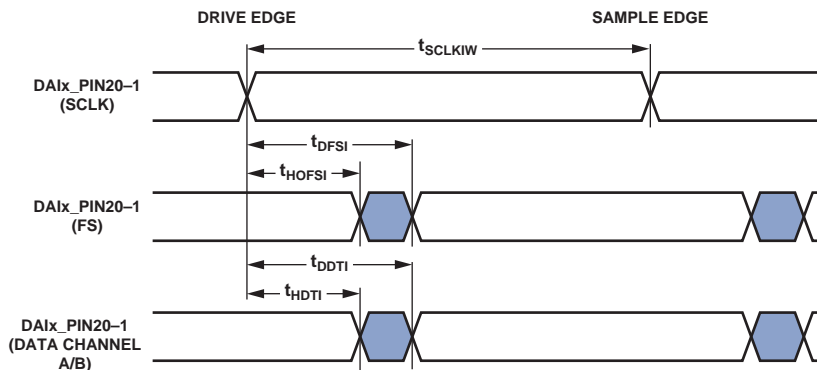 DRIVE EDGE
SAMPLE EDGE
tSCLKIW
DAIx_PIN20–1
(SCLK)
tDFSI
tHOFSI
DAIx_PIN20–1
(FS)
tDDTI
tHDTI
DAIx_PIN20–1
(DATA CHANNEL
A/B)